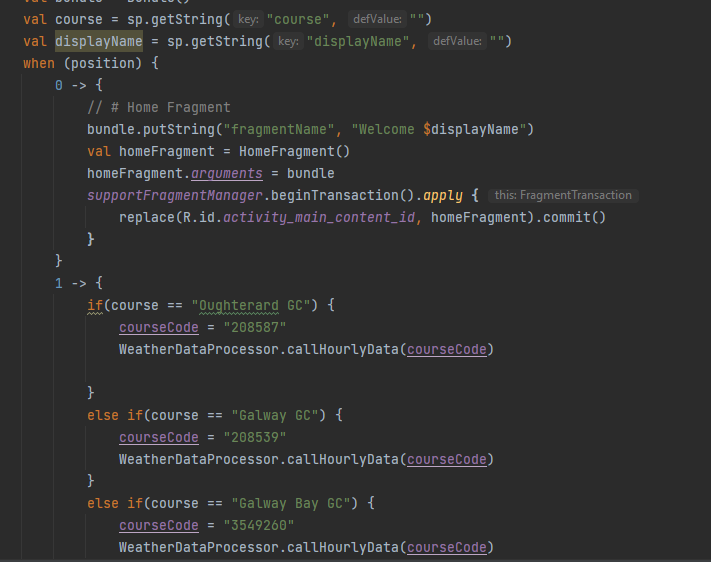 val course = sp.getString( key: "course", defValue: "")
val displayName = sp.getString( key: "displayName", defValue: "")
when (position) {
0 -> {
// # Home Fragment
bundle.putString("fragmentName", "Welcome $displayName")
val homeFragment = HomeFragment()
homeFragment.arguments = bundle
supportFragmentManager.beginTransaction().apply { this: FragmentTransaction
replace(R.id.activity_main_content_id, homeFragment).commit()
}
}
1 -> {
if(course == "Oughterard GC") {
courseCode = "208587"
WeatherDataProcessor.callHourlyData(courseCode)
}
else if(course == "Galway GC") {
courseCode = "208539"
WeatherDataProcessor.callHourlyData(courseCode)
}
else if(course == "Galway Bay GC") {
courseCode = "3549260"
WeatherDataProcessor.callHourlyData(courseCode)